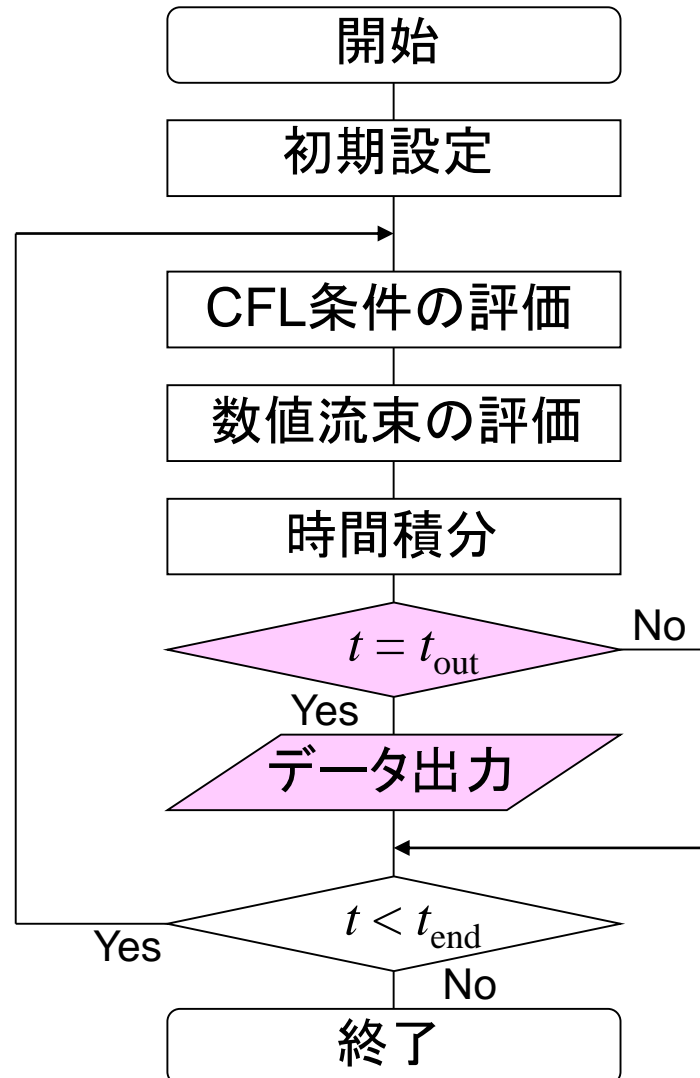 開始
初期設定
CFL条件の評価
数値流束の評価
時間積分
t = t_out
No
Yes
データ出力
t < t_end
Yes
No
終了